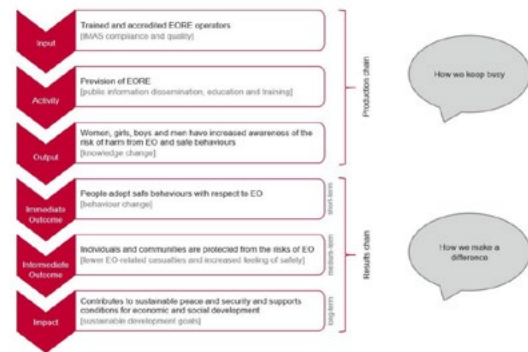 Input
Trained and accredited EORE operators
[IMAS compliance and quality]
Activity
Provision of EORE
[public information dissemination, education and training]
Output
Women, girls, boys and men have increased awareness of the
risk of harm from EO and safe behaviours
[knowledge change]
Production chain
How we keep busy
Immediate
Outcome
People adopt safe behaviours with respect to EO
[behaviour change]
short-term
Intermediate
Outcome
Individuals and communities are protected from the risks of EO
[fewer EO-related casualties and increased feeling of safety]
medium-term
Impact
Contributes to sustainable peace and security and supports
conditions for economic and social development
[sustainable development goals]
long-term
Results chain
How we make a
difference